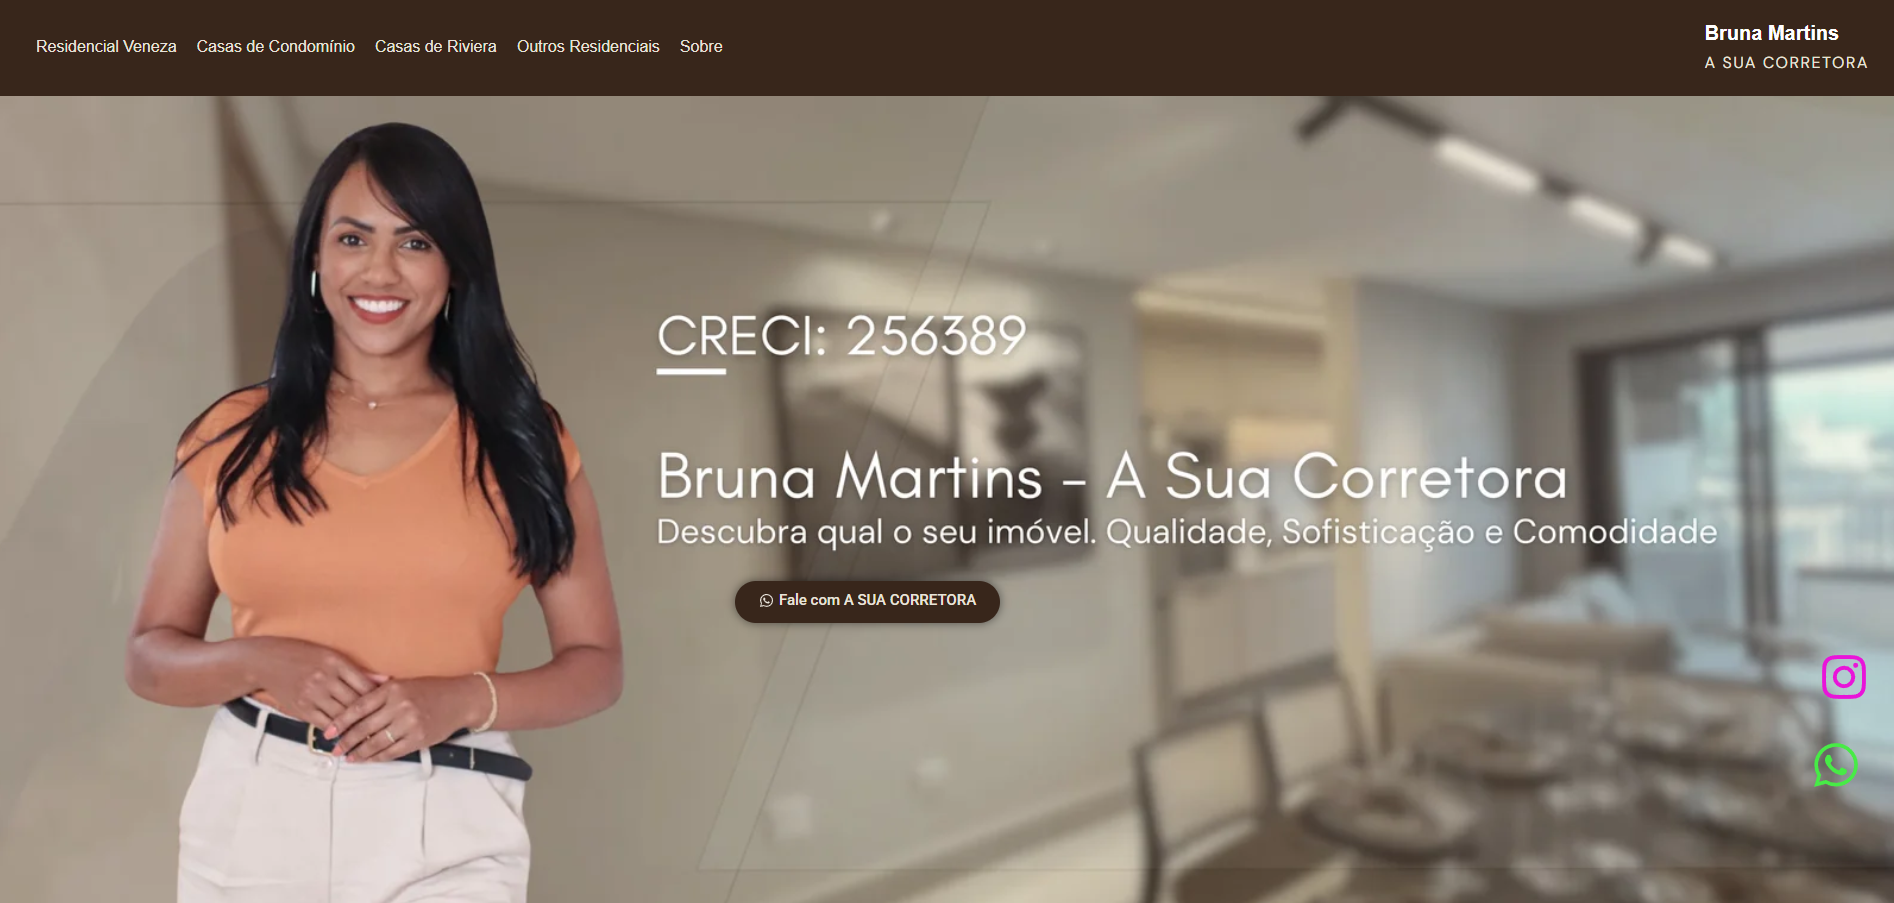 Residencial Veneza Casas de Condomínio Casas de Riviera Outros Residenciais Sobre
Bruna Martins
A SUA CORRETORA
CRECI: 256389
Bruna Martins - A Sua Corretora
Descubra qual o seu imóvel. Qualidade, Sofisticação e Comodidade
Fale com A SUA CORRETORA